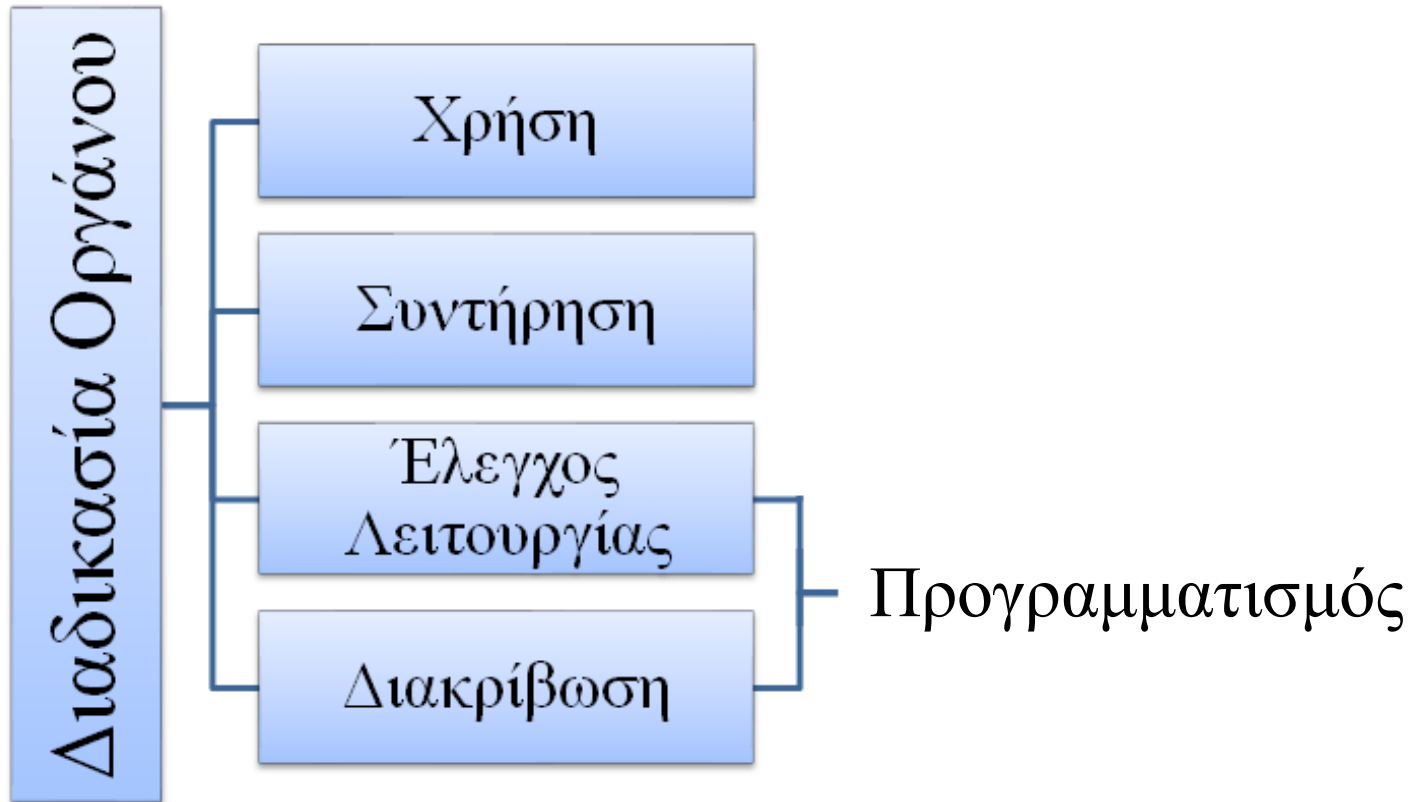 Διαδικασία Οργάνου
Χρήση
Συντήρηση
Έλεγχος
Λειτουργίας
Διακρίβωση
Προγραμματισμός